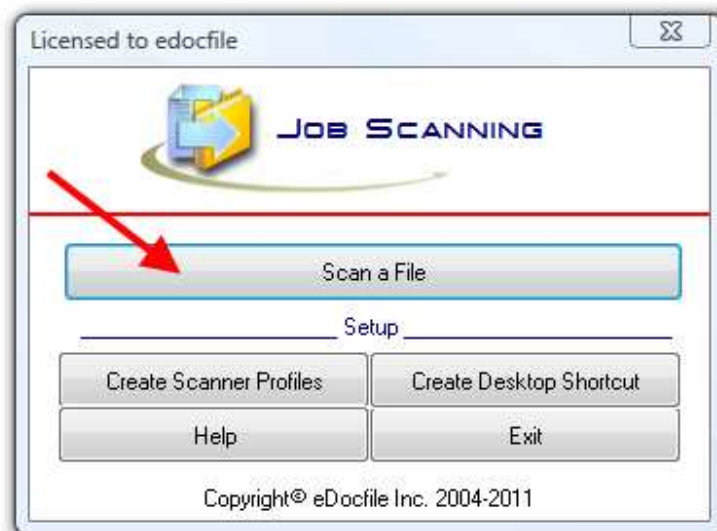 Licensed to edocfile
JOB SCANNING
Scan a File
Setup
Create Scanner Profiles Create Desktop Shortcut
Help Exit
Copyright© eDocfile Inc. 2004-2011